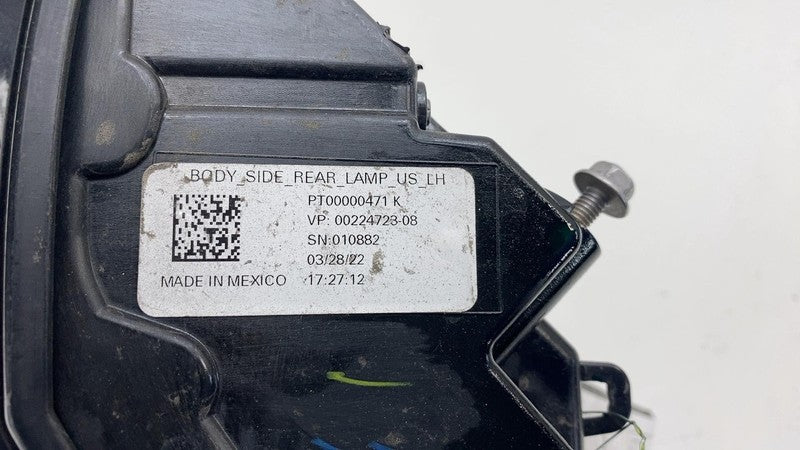 BODY_SIDE_REAR_LAMP_US_LH
PT00000471 K
VP: 00224723-08
SN:010882
03/28/22
MADE IN MEXICO 17:27:12